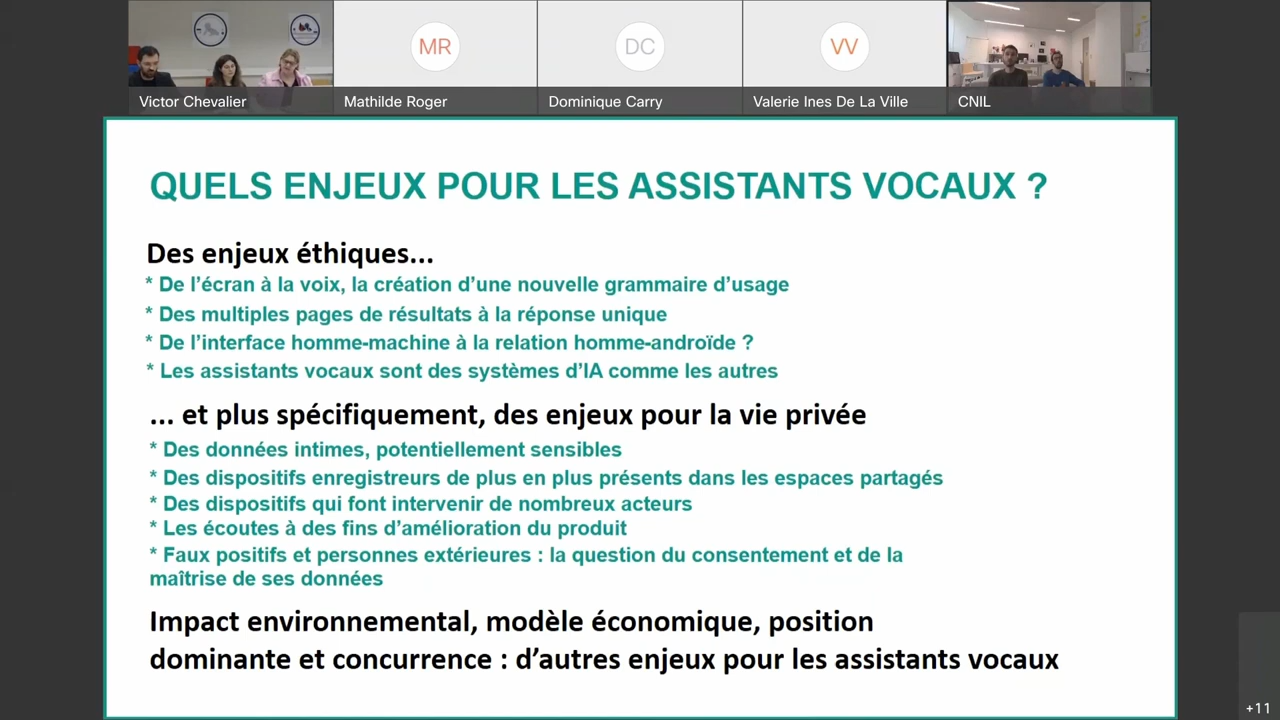 MR
DC
VV
Victor Chevalier
Mathilde Roger
Dominique Carry
Valerie Ines De La Ville
CNIL
QUELS ENJEUX POUR LES ASSISTANTS VOCAUX ?
Des enjeux éthiques...
* De l’écran à la voix, la création d’une nouvelle grammaire d’usage
* Des multiples pages de résultats à la réponse unique
* De l’interface homme-machine à la relation homme-androïde ?
* Les assistants vocaux sont des systèmes d’IA comme les autres
... et plus spécifiquement, des enjeux pour la vie privée
* Des données intimes, potentiellement sensibles
* Des dispositifs enregistreurs de plus en plus présents dans les espaces partagés
* Des dispositifs qui font intervenir de nombreux acteurs
* Les écoutes à des fins d’amélioration du produit
* Faux positifs et personnes extérieures : la question du consentement et de la
maîtrise de ses données
Impact environnemental, modèle économique, position
dominante et concurrence : d’autres enjeux pour les assistants vocaux
+11